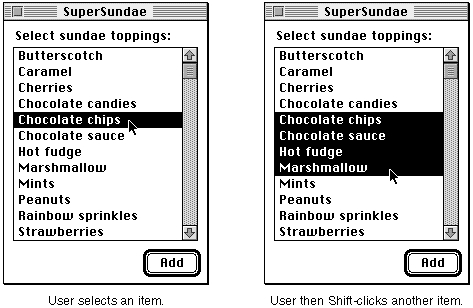 SuperSundae
Select sundae toppings:
Butterscotch
Caramel
Cherries
Chocolate candies
Chocolate chips
Chocolate sauce
Hot fudge
Marshmallow
Mints
Peanuts
Rainbow sprinkles
Strawberries
Add
User selects an item.
SuperSundae
Select sundae toppings:
Butterscotch
Caramel
Cherries
Chocolate candies
Chocolate chips
Chocolate sauce
Hot fudge
Marshmallow
Mints
Peanuts
Rainbow sprinkles
Strawberries
Add
User then Shift-clicks another item.